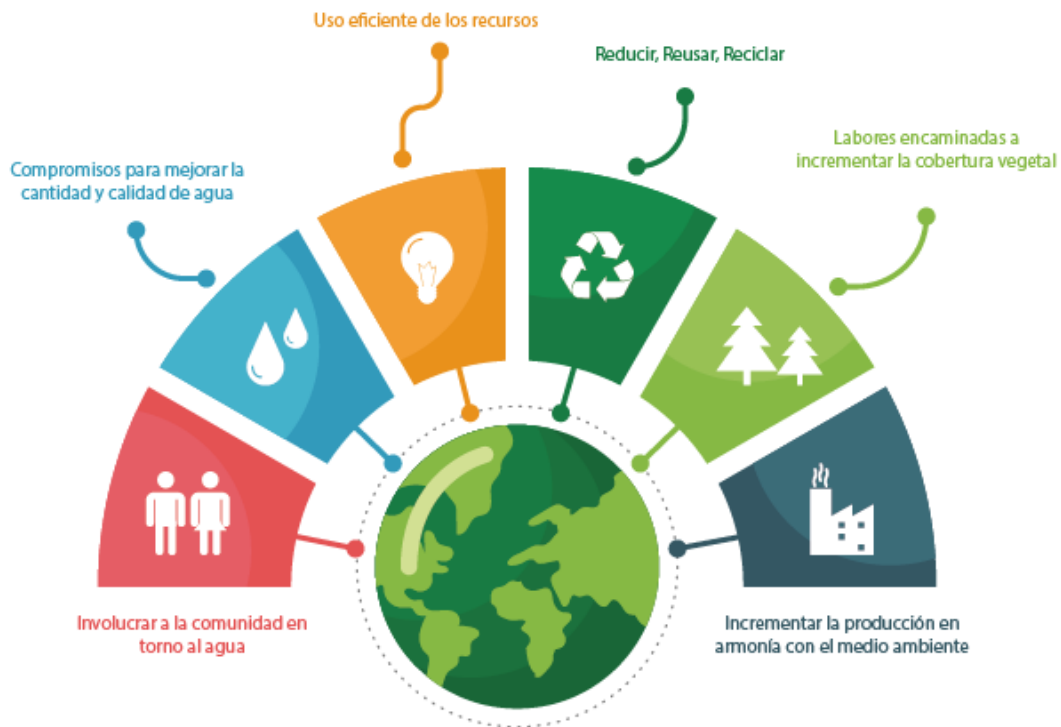 Uso eficiente de los recursos
Reducir, Reusar, Reciclar
Labores encaminadas a
incrementar la cobertura vegetal
Compromisos para mejorar la
cantidad y calidad de agua
Involucrar a la comunidad en
torno al agua
Incrementar la producción en
armonía con el medio ambiente